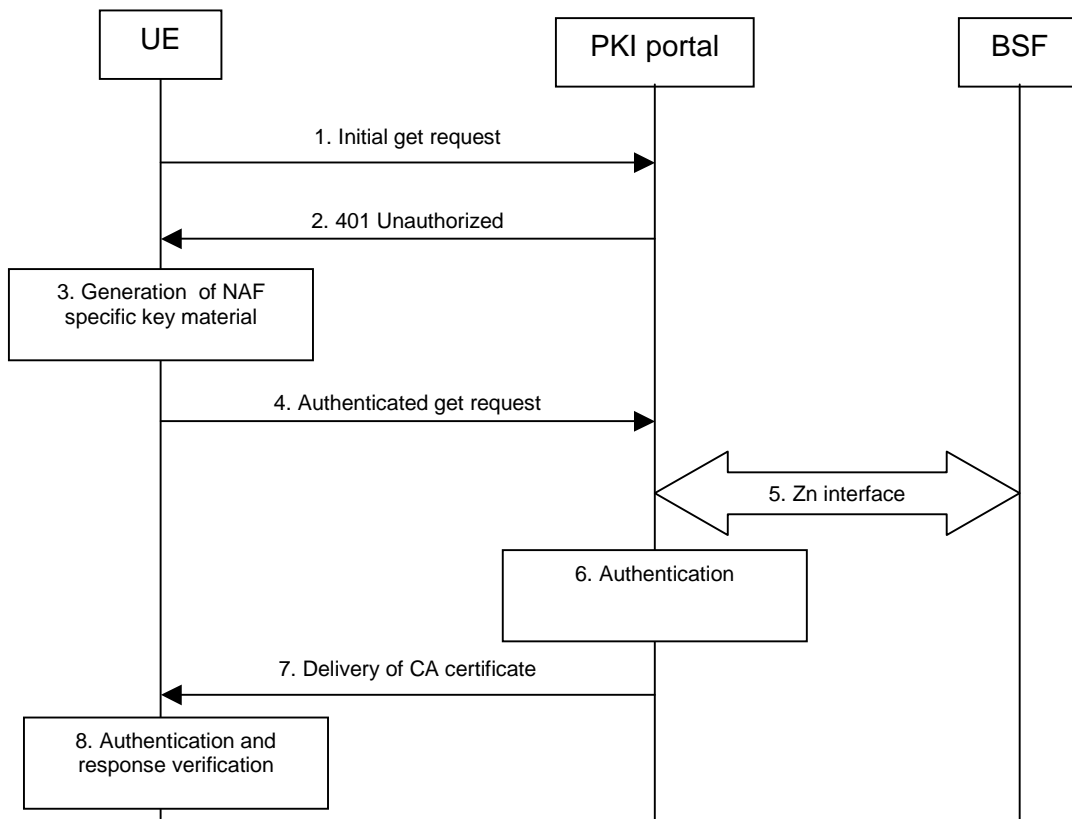 UE
PKI portal
BSF
1. Initial get request
2. 401 Unauthorized
3. Generation of NAF
specific key material
4. Authenticated get request
5. Zn interface
6. Authentication
7. Delivery of CA certificate
8. Authentication and
response verification